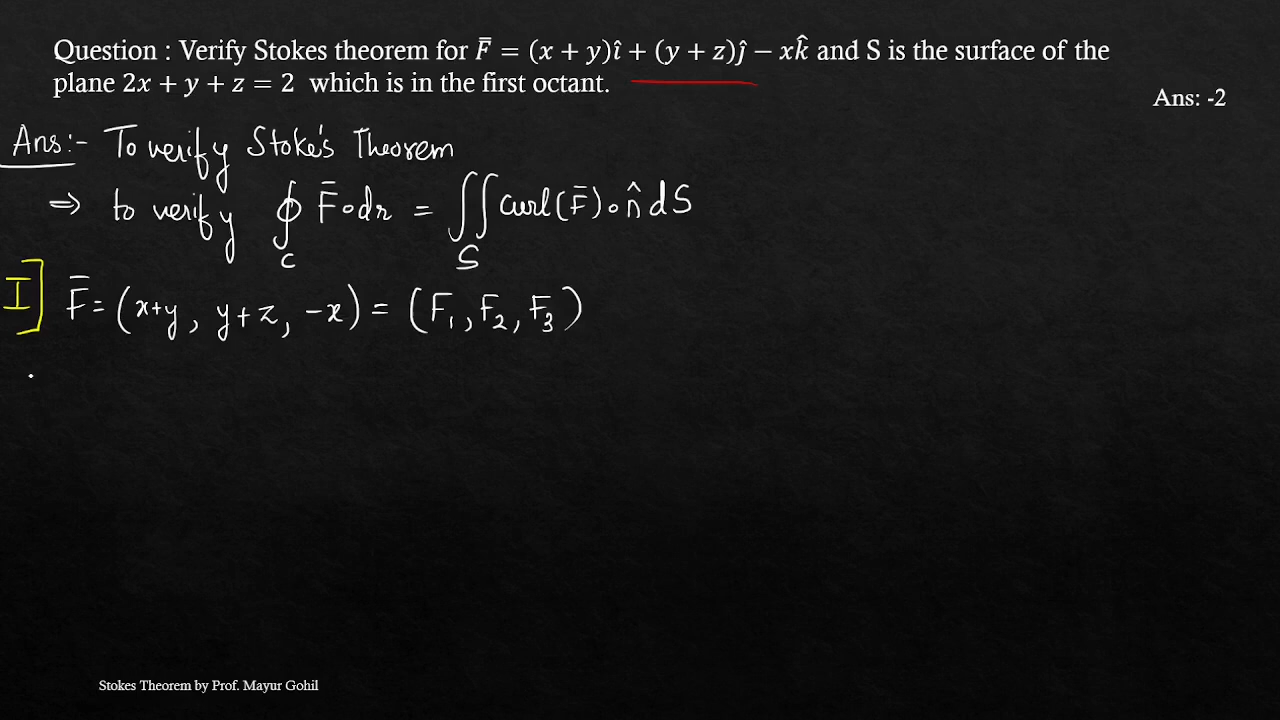 Question : Verify Stokes theorem for F̄ = (x + y)î + (y + z)ĵ − xk̂ and S is the surface of the
plane 2x + y + z = 2 which is in the first octant.
Ans: -2
Ans:- To verify Stoke's Theorem
⇒ to verify ∮_C F̄∘dr = ∬_S curl(F̄)∘n̂ dS
I] F̄ = (x+y, y+z, -x) = (F₁, F₂, F₃)
Stokes Theorem by Prof. Mayur Gohil